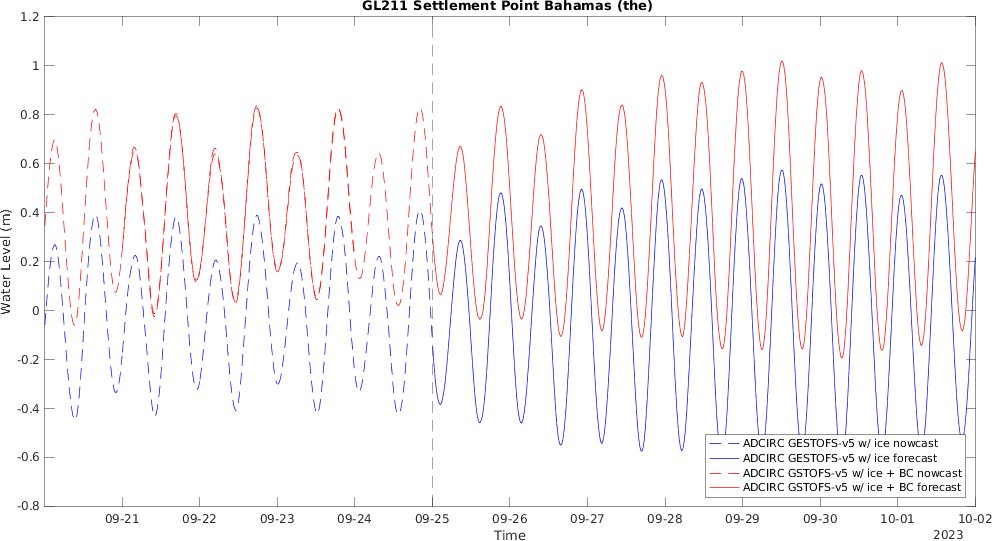 GL211 Settlement Point Bahamas (the)
1.2
1
0.8
0.6
0.4
0.2
0
-0.2
-0.4
-0.6
-0.8
Water Level (m)
ADCIRC GESTOFS-v5 w/ ice nowcast
ADCIRC GESTOFS-v5 w/ ice forecast
ADCIRC GSTOFS-v5 w/ ice + BC nowcast
ADCIRC GSTOFS-v5 w/ ice + BC forecast
09-21 09-22 09-23 09-24 09-25 09-26 09-27 09-28 09-29 09-30 10-01 10-02
Time
2023